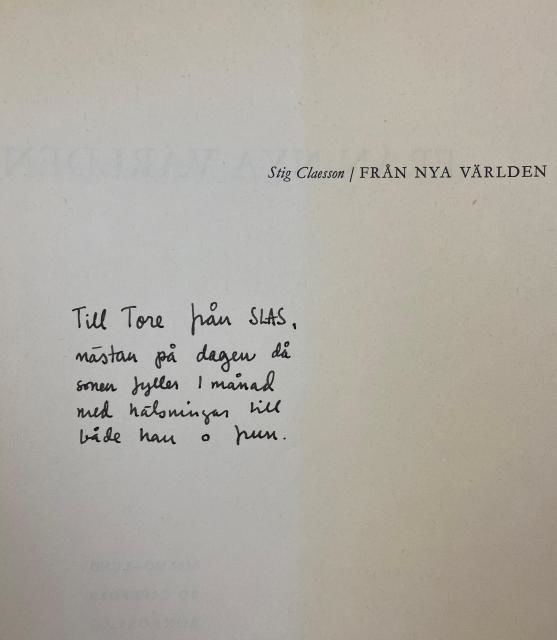 Stig Claesson / FRÅN NYA VÄRLDEN
Till Tore från SLAS,
nästan på dagen då
sonen fyller 1 månad
med hälsningar till
både han o hun.